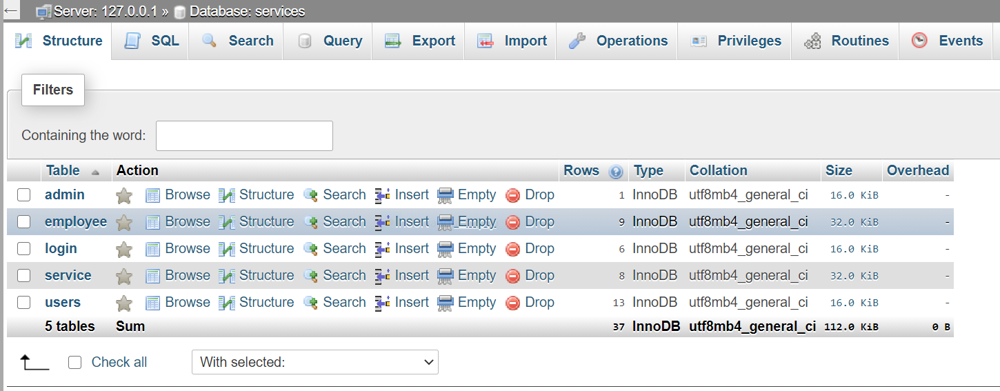 ← Server: 127.0.0.1 » Database: services
Structure SQL Search Query Export Import Operations Privileges Routines Events
Filters
Containing the word:
Table Action Rows Type Collation Size Overhead
admin Browse Structure Search Insert Empty Drop 1 InnoDB utf8mb4_general_ci 16.0 KiB -
employee Browse Structure Search Insert Empty Drop 9 InnoDB utf8mb4_general_ci 32.0 KiB -
login Browse Structure Search Insert Empty Drop 6 InnoDB utf8mb4_general_ci 16.0 KiB -
service Browse Structure Search Insert Empty Drop 8 InnoDB utf8mb4_general_ci 32.0 KiB -
users Browse Structure Search Insert Empty Drop 13 InnoDB utf8mb4_general_ci 16.0 KiB -
5 tables Sum 37 InnoDB utf8mb4_general_ci 112.0 KiB 0 B
Check all With selected: